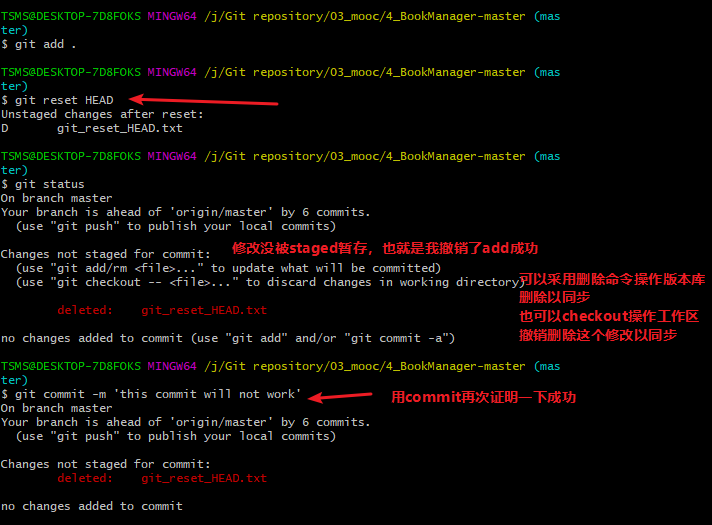 TSMS@DESKTOP-7D8FOKS MINGW64 /j/Git repository/03_mooc/4_BookManager-master (mas
ter)
$ git add .
TSMS@DESKTOP-7D8FOKS MINGW64 /j/Git repository/03_mooc/4_BookManager-master (mas
ter)
$ git reset HEAD
Unstaged changes after reset:
D       git_reset_HEAD.txt
TSMS@DESKTOP-7D8FOKS MINGW64 /j/Git repository/03_mooc/4_BookManager-master (mas
ter)
$ git status
On branch master
Your branch is ahead of 'origin/master' by 6 commits.
  (use "git push" to publish your local commits)
Changes not staged for commit:
修改没被staged暂存，也就是我撤销了add成功
  (use "git add/rm <file>..." to update what will be committed)
  (use "git checkout -- <file>..." to discard changes in working directory)
可以采用删除命令操作版本库
删除以同步
也可以checkout操作工作区
撤销删除这个修改以同步
        deleted:    git_reset_HEAD.txt
no changes added to commit (use "git add" and/or "git commit -a")
TSMS@DESKTOP-7D8FOKS MINGW64 /j/Git repository/03_mooc/4_BookManager-master (mas
ter)
$ git commit -m 'this commit will not work'
用commit再次证明一下成功
On branch master
Your branch is ahead of 'origin/master' by 6 commits.
  (use "git push" to publish your local commits)
Changes not staged for commit:
        deleted:    git_reset_HEAD.txt
no changes added to commit